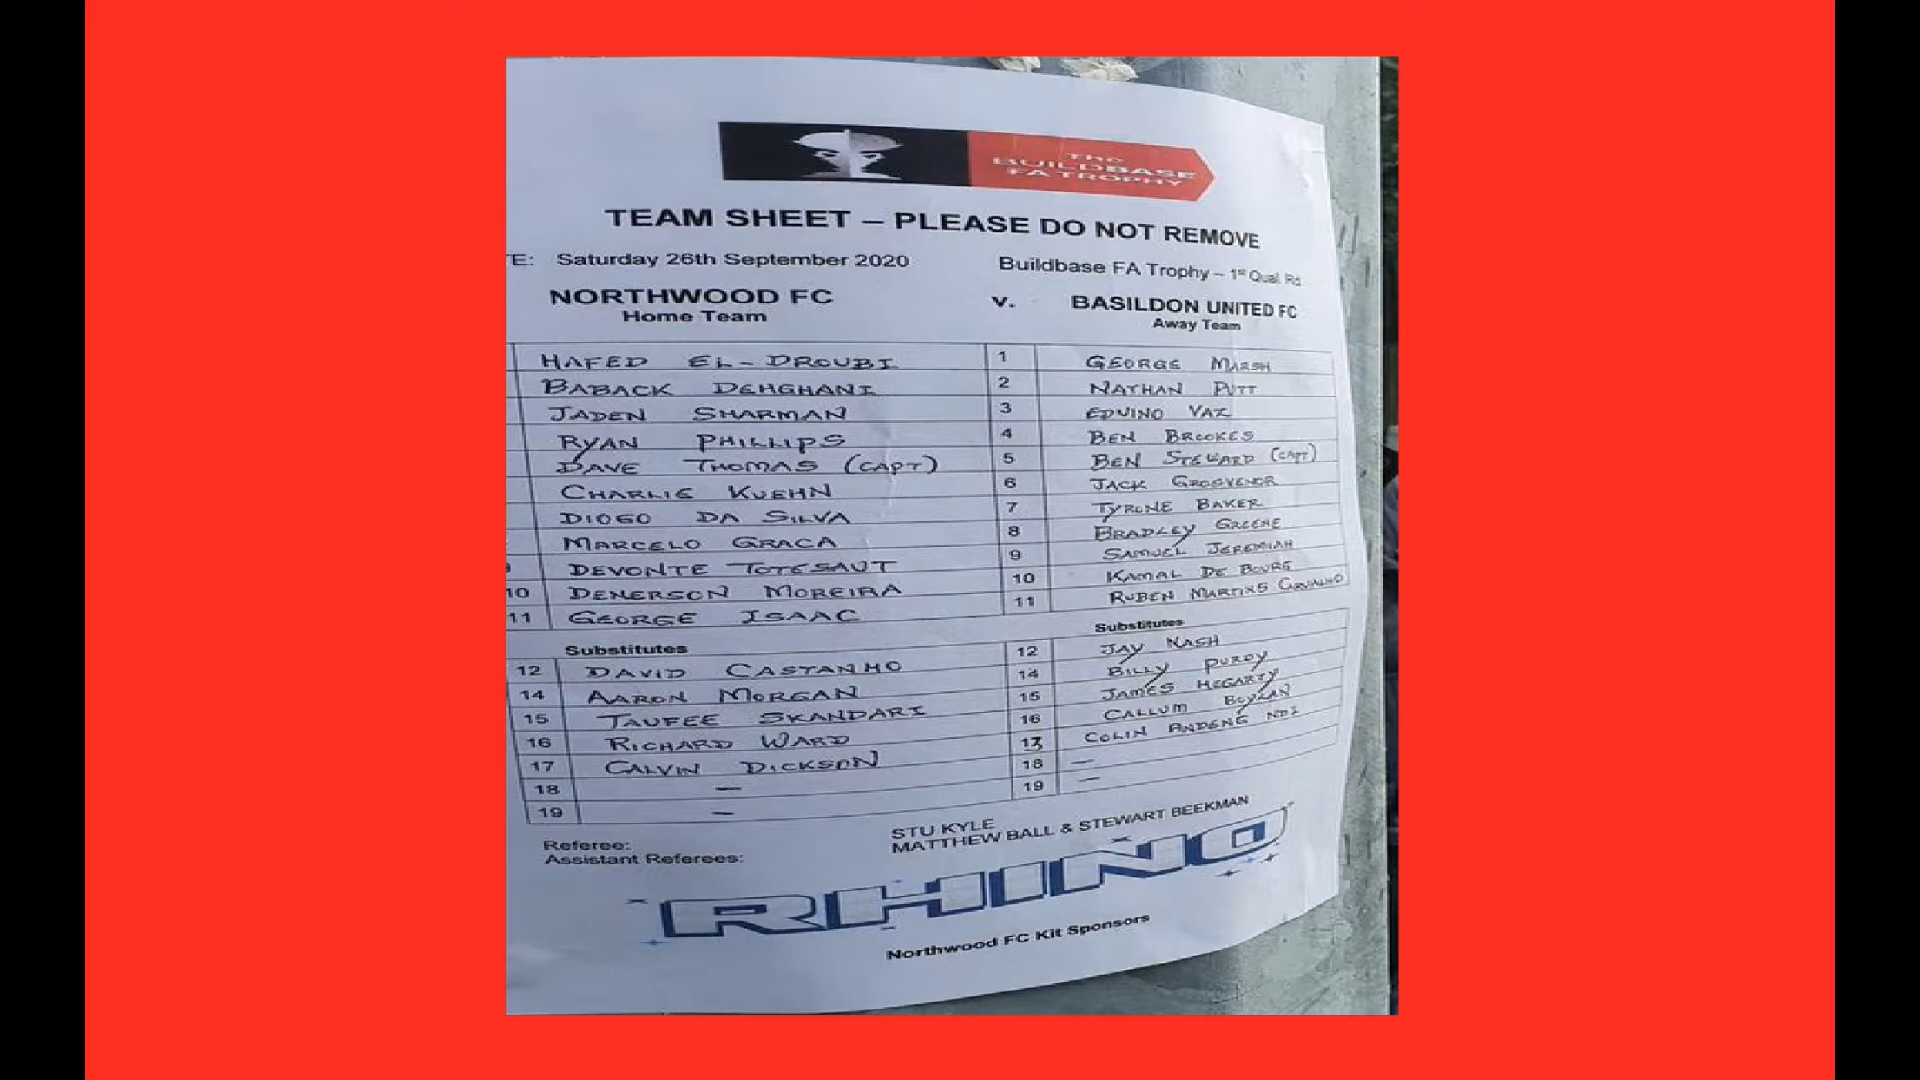 The
BUILDBASE
FA TROPHY
TEAM SHEET – PLEASE DO NOT REMOVE
TE: Saturday 26th September 2020 Buildbase FA Trophy – 1st Qual. Rd
NORTHWOOD FC v. BASILDON UNITED FC
Home Team Away Team
HAFED EL-DROUBI 1 GEORGE MARSH
BABACK DEHGHANI 2 NATHAN PUTT
JADEN SHARMAN 3 EDUINO VAZ
RYAN PHILLIPS 4 BEN BROOKES
DAVE THOMAS (CAPT) 5 BEN STEWARD (CAPT)
CHARLIE KUEHN 6 JACK GROSVENOR
DIOGO DA SILVA 7 TYRONE BAKER
MARCELO GRACA 8 BRADLEY GREENE
DEVONTE TOTESAUT 9 SAMUEL JEREMIAH
10 DENERSON MOREIRA 10 KAMAL DE BOURG
11 GEORGE ISAAC 11 RUBEN MARTINS CARVALHO
Substitutes Substitutes
12 DAVID CASTANHO 12 JAY NASH
14 AARON MORGAN 14 BILLY PURDY
15 TAUFEE SKANDARI 15 JAMES HEGARTY
16 RICHARD WARD 16 CALLUM BOYLAN
17 CALVIN DICKSON 13 COLIN ANDENG NDI
18 – 18 –
19 – 19 –
Referee: STU KYLE
Assistant Referees: MATTHEW BALL & STEWART BEEKMAN
RHINO
Northwood FC Kit Sponsors